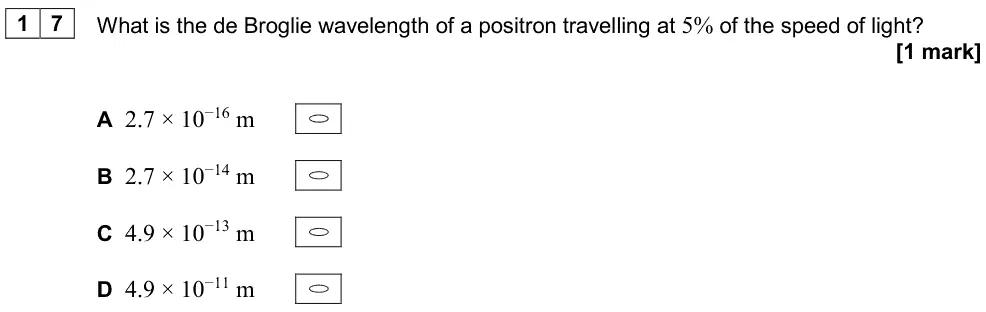 1 7 What is the de Broglie wavelength of a positron travelling at 5% of the speed of light?
[1 mark]
A 2.7 × 10⁻¹⁶ m
B 2.7 × 10⁻¹⁴ m
C 4.9 × 10⁻¹³ m
D 4.9 × 10⁻¹¹ m